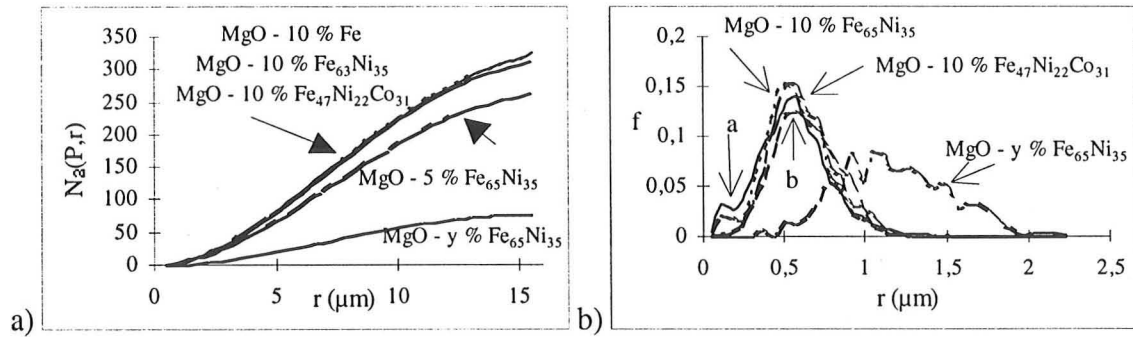 350
300
250
200
150
100
50
0
N₂(P,r)
MgO - 10 % Fe
MgO - 10 % Fe₆₃Ni₃₅
MgO - 10 % Fe₄₇Ni₂₂Co₃₁
MgO - 5 % Fe₆₅Ni₃₅
MgO - y % Fe₆₅Ni₃₅
0 5 10 15
r (µm)
a)
0,2
0,15
0,1
0,05
0
f
MgO - 10 % Fe₆₅Ni₃₅
MgO - 10 % Fe₄₇Ni₂₂Co₃₁
a
MgO - y % Fe₆₅Ni₃₅
b
0 0,5 1 1,5 2 2,5
r (µm)
b)